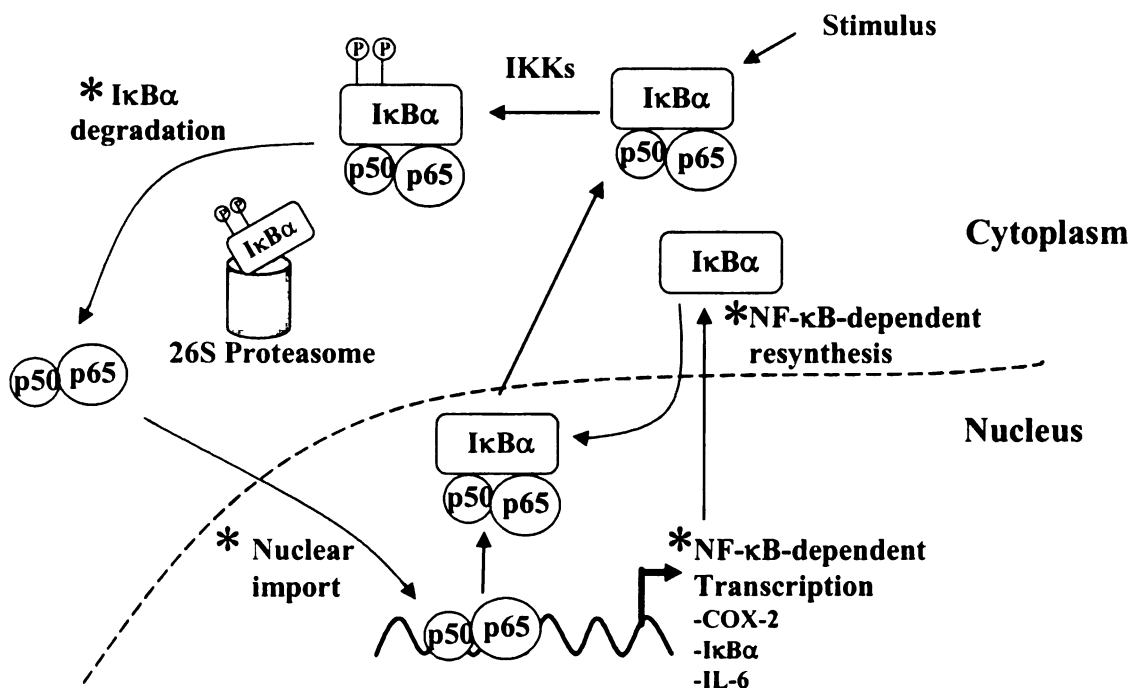 Stimulus
IKKs
IκBα
p50 p65
P P
IκBα
p50 p65
* IκBα
degradation
P P
IκBα
26S Proteasome
p50 p65
Cytoplasm
IκBα
*NF-κB-dependent
resynthesis
Nucleus
IκBα
p50 p65
* Nuclear
import
p50 p65
*NF-κB-dependent
Transcription
-COX-2
-IκBα
-IL-6